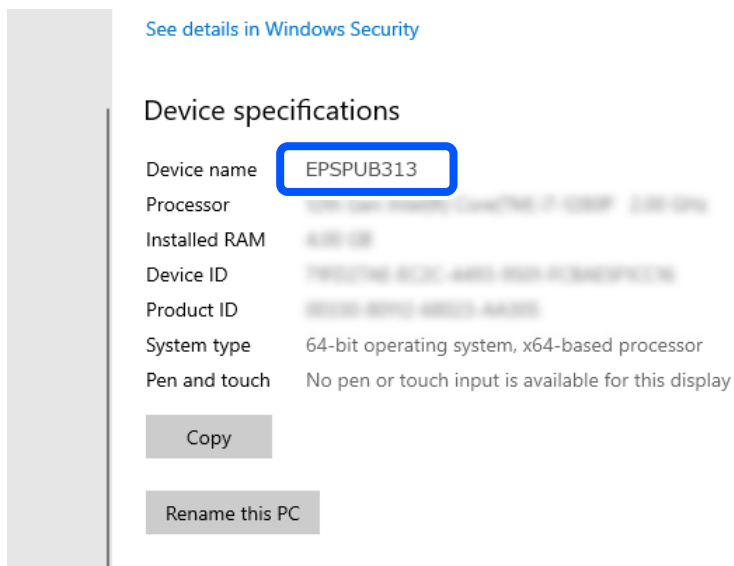 See details in Windows Security
Device specifications
Device name EPSPUB313
Processor
Installed RAM
Device ID
Product ID
System type 64-bit operating system, x64-based processor
Pen and touch No pen or touch input is available for this display
Copy
Rename this PC